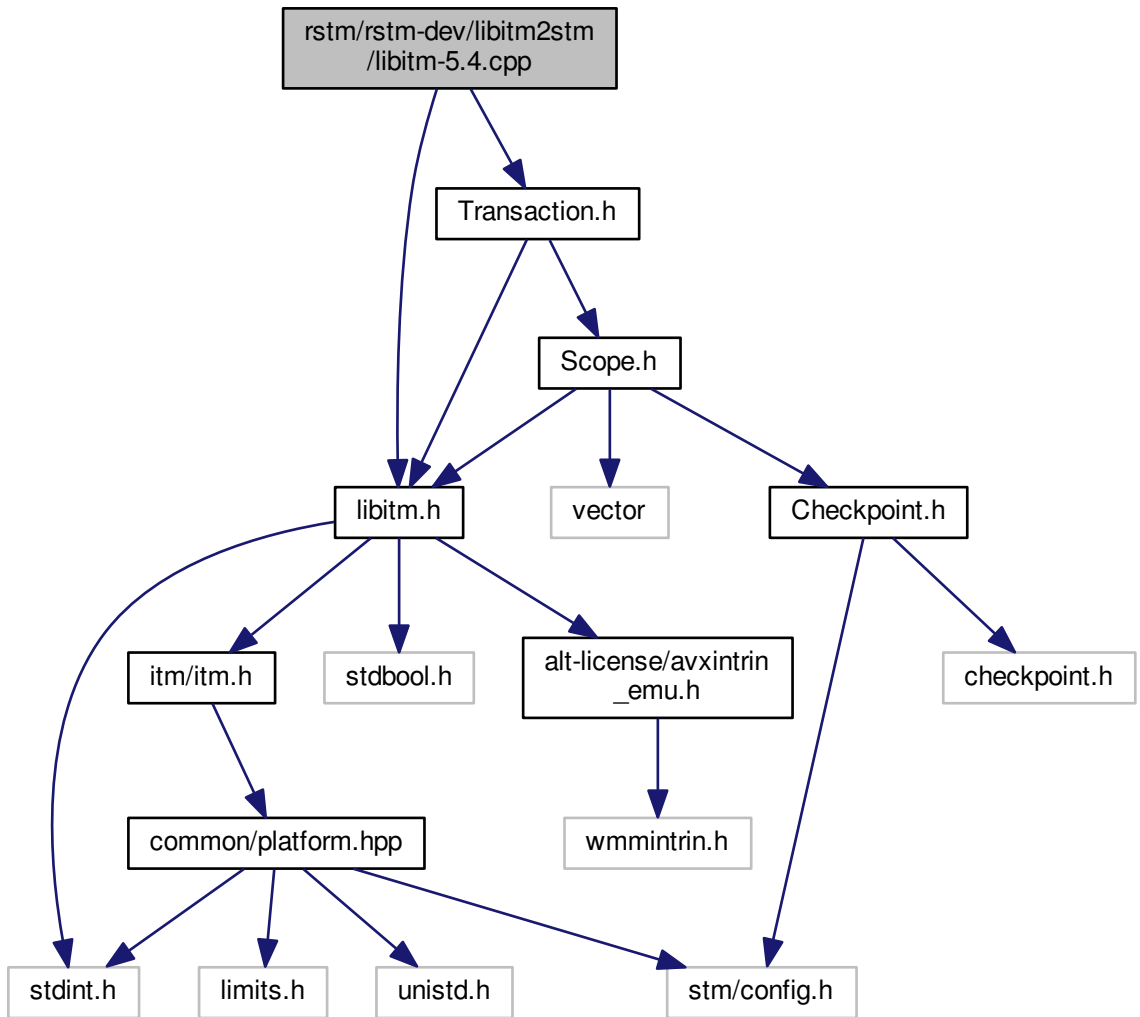 rstm/rstm-dev/libitm2stm
/libitm-5.4.cpp
Transaction.h
Scope.h
libitm.h
vector
Checkpoint.h
itm/itm.h
stdbool.h
alt-license/avxintrin
_emu.h
checkpoint.h
common/platform.hpp
wmmintrin.h
stdint.h
limits.h
unistd.h
stm/config.h